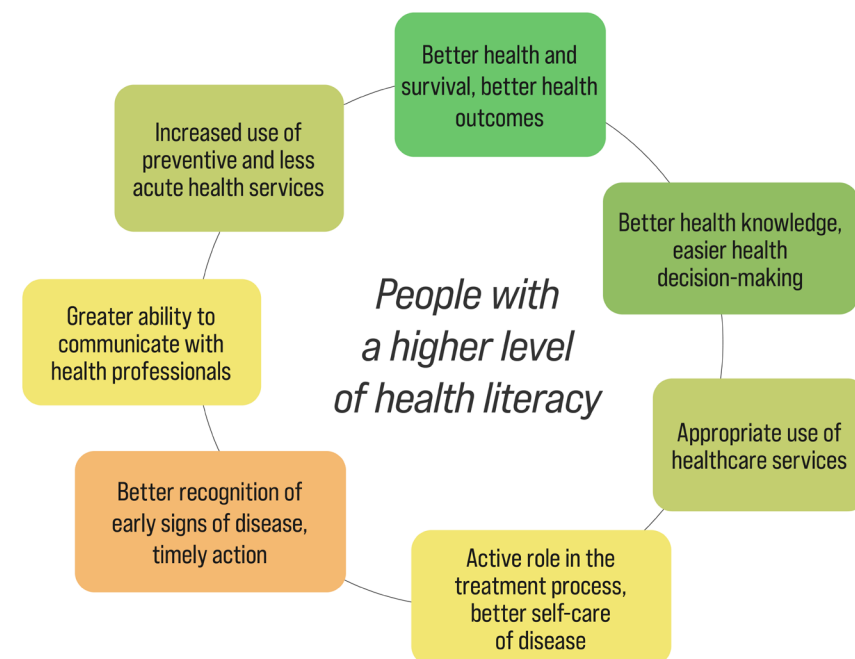 Better health and
survival, better health
outcomes
Increased use of
preventive and less
acute health services
Better health knowledge,
easier health
decision-making
People with
a higher level
of health literacy
Greater ability to
communicate with
health professionals
Appropriate use of
healthcare services
Better recognition of
early signs of disease,
timely action
Active role in the
treatment process,
better self-care
of disease